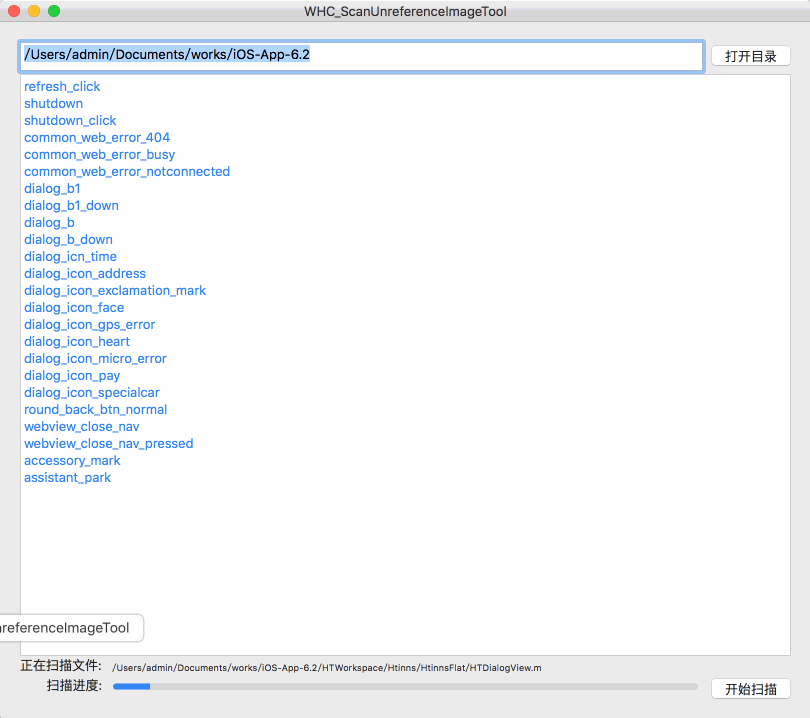 WHC_ScanUnreferenceImageTool
/Users/admin/Documents/works/iOS-App-6.2
打开目录
refresh_click
shutdown
shutdown_click
common_web_error_404
common_web_error_busy
common_web_error_notconnected
dialog_b1
dialog_b1_down
dialog_b
dialog_b_down
dialog_icn_time
dialog_icon_address
dialog_icon_exclamation_mark
dialog_icon_face
dialog_icon_gps_error
dialog_icon_heart
dialog_icon_micro_error
dialog_icon_pay
dialog_icon_specialcar
round_back_btn_normal
webview_close_nav
webview_close_nav_pressed
accessory_mark
assistant_park
nreferenceImageTool
正在扫描文件: /Users/admin/Documents/works/iOS-App-6.2/HTWorkspace/Htinns/HtinnsFlat/HTDialogView.m
扫描进度:
开始扫描